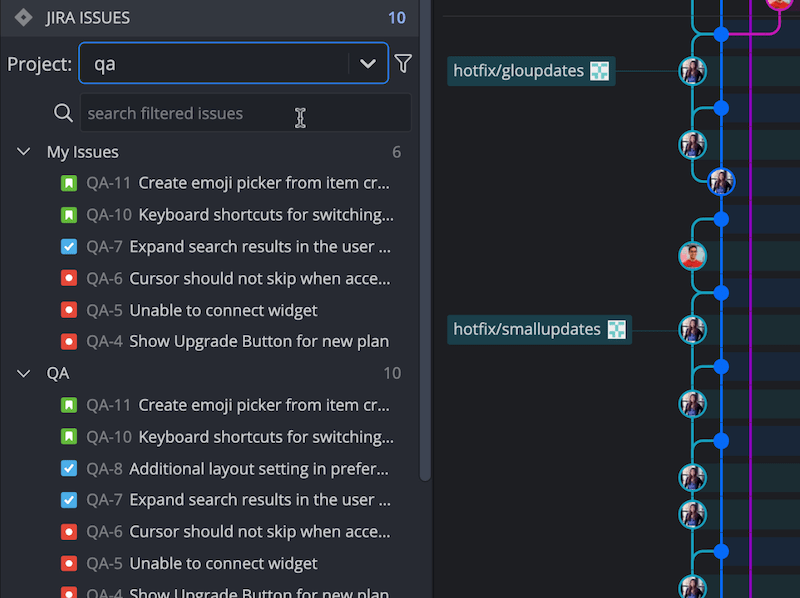 JIRA ISSUES 10
Project: qa
search filtered issues
My Issues 6
QA-11 Create emoji picker from item cr...
QA-10 Keyboard shortcuts for switching...
QA-7 Expand search results in the user ...
QA-6 Cursor should not skip when acce...
QA-5 Unable to connect widget
QA-4 Show Upgrade Button for new plan
QA 10
QA-11 Create emoji picker from item cr...
QA-10 Keyboard shortcuts for switching...
QA-8 Additional layout setting in prefer...
QA-7 Expand search results in the user ...
QA-6 Cursor should not skip when acce...
QA-5 Unable to connect widget
QA-4 Show Upgrade Button for new plan
hotfix/gloupdates
hotfix/smallupdates